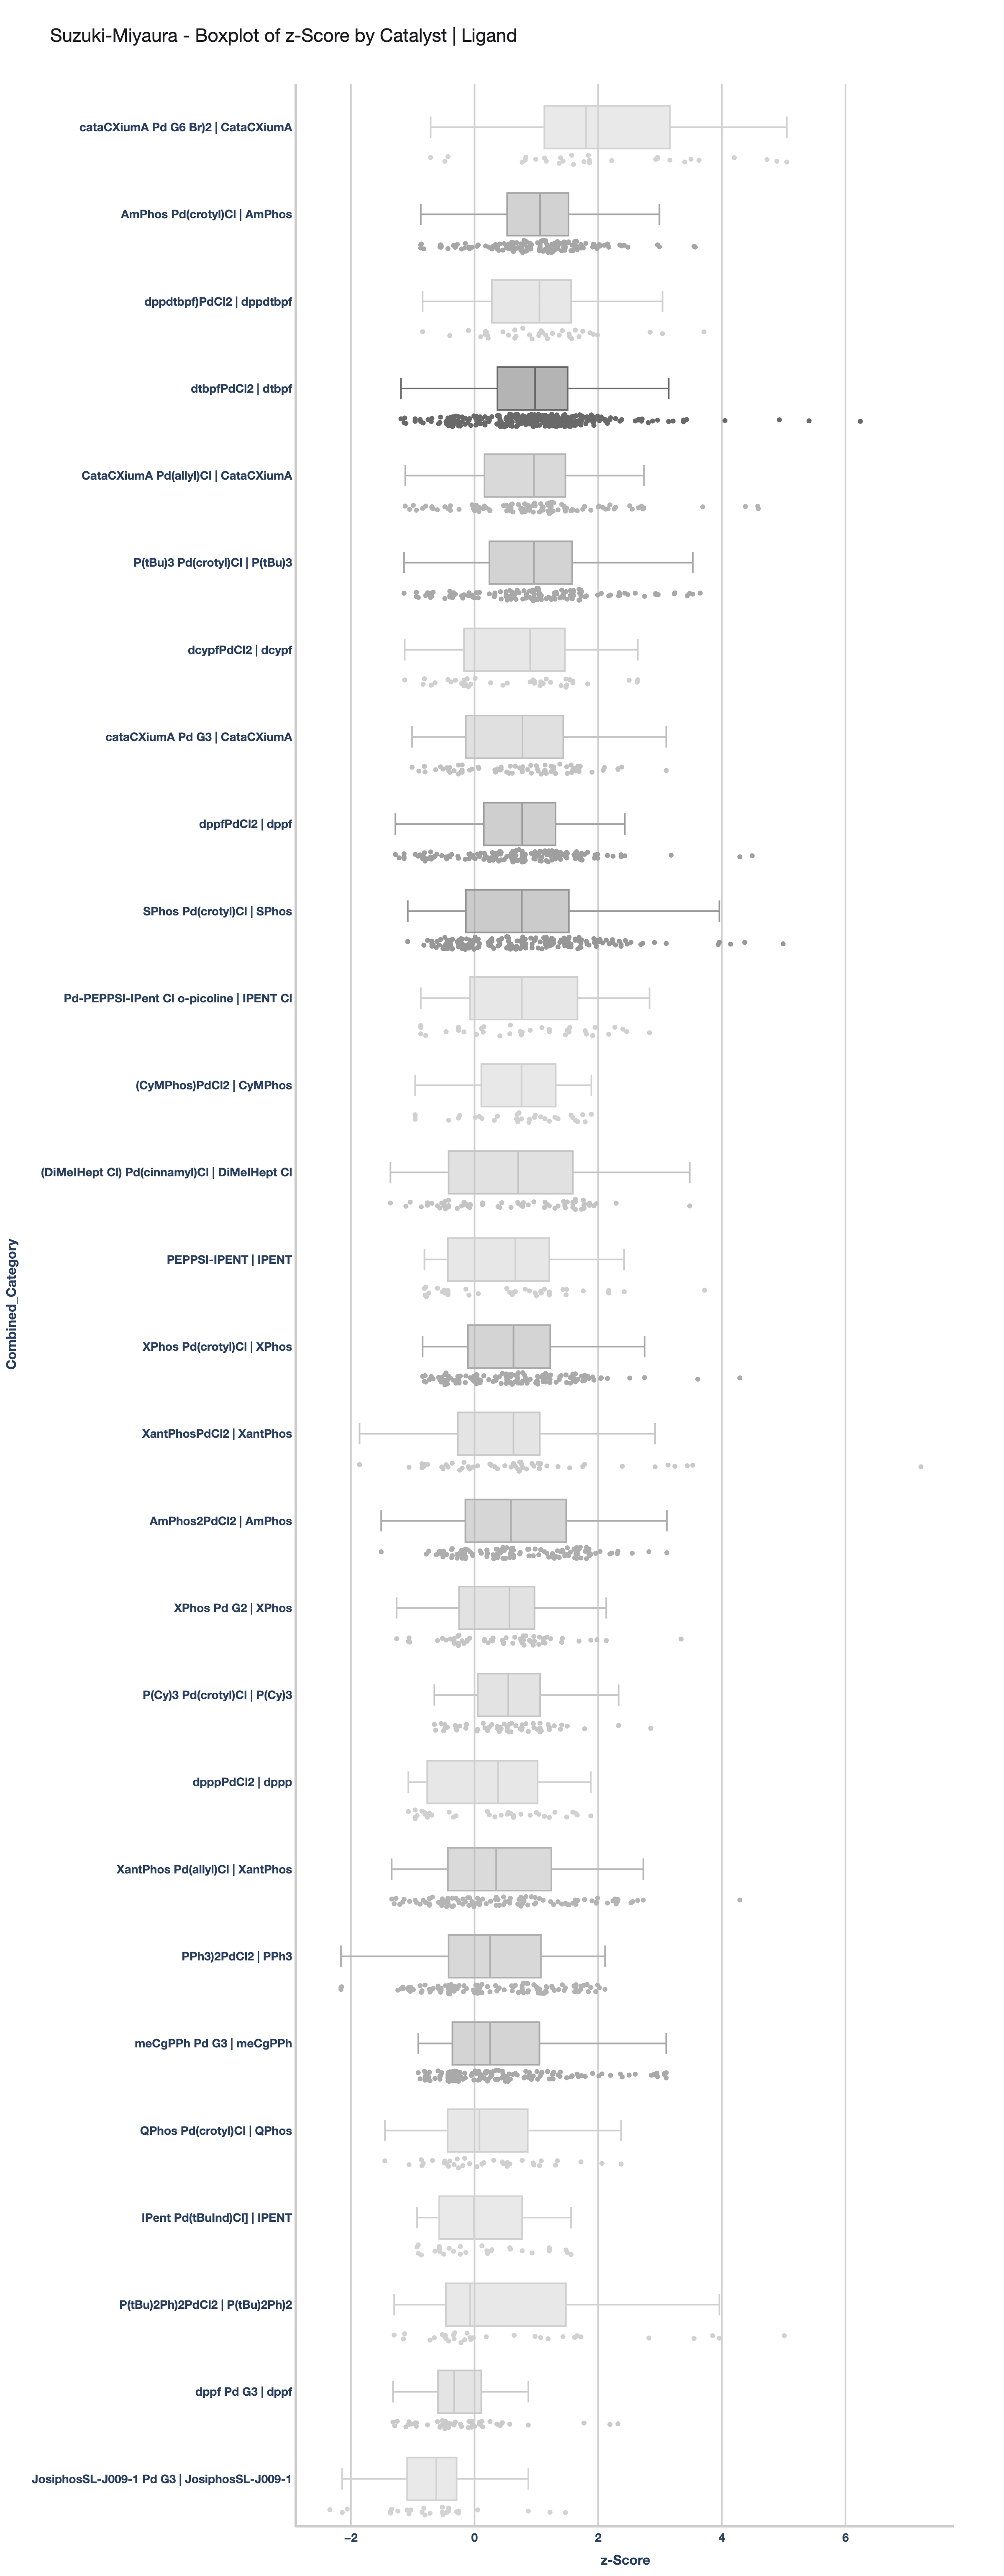 Suzuki-Miyaura - Boxplot of z-Score by Catalyst | Ligand
cataCXiumA Pd G6 Br)2 | CataCXiumA
AmPhos Pd(crotyl)Cl | AmPhos
dppdtbpf)PdCl2 | dppdtbpf
dtbpfPdCl2 | dtbpf
CataCXiumA Pd(allyl)Cl | CataCXiumA
P(tBu)3 Pd(crotyl)Cl | P(tBu)3
dcypfPdCl2 | dcypf
cataCXiumA Pd G3 | CataCXiumA
dppfPdCl2 | dppf
SPhos Pd(crotyl)Cl | SPhos
Pd-PEPPSI-IPent Cl o-picoline | IPENT Cl
(CyMPhos)PdCl2 | CyMPhos
(DiMeIHept Cl) Pd(cinnamyl)Cl | DiMeIHept Cl
PEPPSI-IPENT | IPENT
XPhos Pd(crotyl)Cl | XPhos
XantPhosPdCl2 | XantPhos
AmPhos2PdCl2 | AmPhos
XPhos Pd G2 | XPhos
P(Cy)3 Pd(crotyl)Cl | P(Cy)3
dpppPdCl2 | dppp
XantPhos Pd(allyl)Cl | XantPhos
PPh3)2PdCl2 | PPh3
meCgPPh Pd G3 | meCgPPh
QPhos Pd(crotyl)Cl | QPhos
IPent Pd(tBuInd)Cl] | IPENT
P(tBu)2Ph)2PdCl2 | P(tBu)2Ph)2
dppf Pd G3 | dppf
JosiphosSL-J009-1 Pd G3 | JosiphosSL-J009-1
Combined_Category
−2 0 2 4 6
z-Score